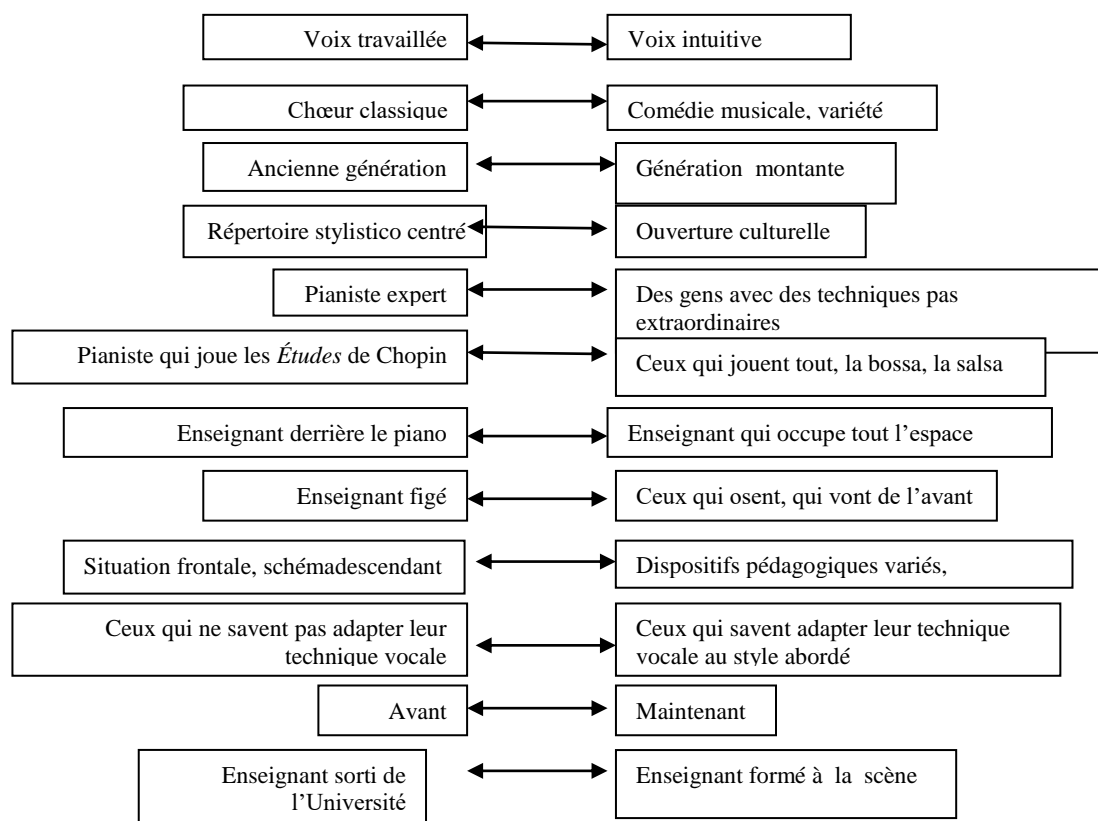 Voix travaillée
Voix intuitive
Chœur classique
Comédie musicale, variété
Ancienne génération
Génération montante
Répertoire stylistico centré
Ouverture culturelle
Pianiste expert
Des gens avec des techniques pas
extraordinaires
Pianiste qui joue les Études de Chopin
Ceux qui jouent tout, la bossa, la salsa
Enseignant derrière le piano
Enseignant qui occupe tout l’espace
Enseignant figé
Ceux qui osent, qui vont de l’avant
Situation frontale, schémadescendant
Dispositifs pédagogiques variés,
Ceux qui ne savent pas adapter leur
technique vocale
Ceux qui savent adapter leur technique
vocale au style abordé
Avant
Maintenant
Enseignant sorti de
l’Université
Enseignant formé à la scène